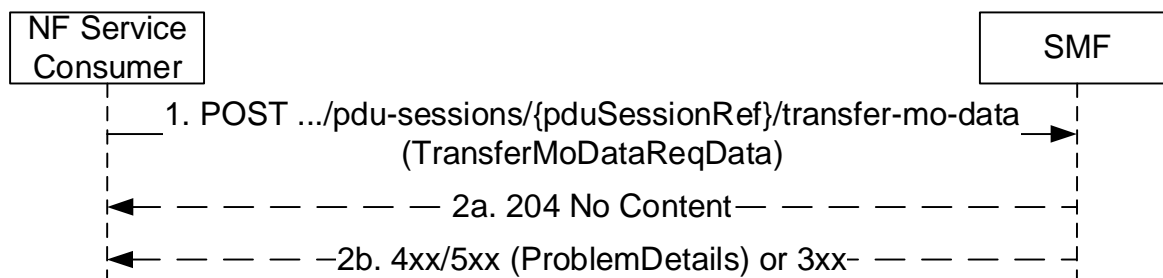 NF Service
Consumer
SMF
1. POST .../pdu-sessions/{pduSessionRef}/transfer-mo-data
(TransferMoDataReqData)
2a. 204 No Content
2b. 4xx/5xx (ProblemDetails) or 3xx